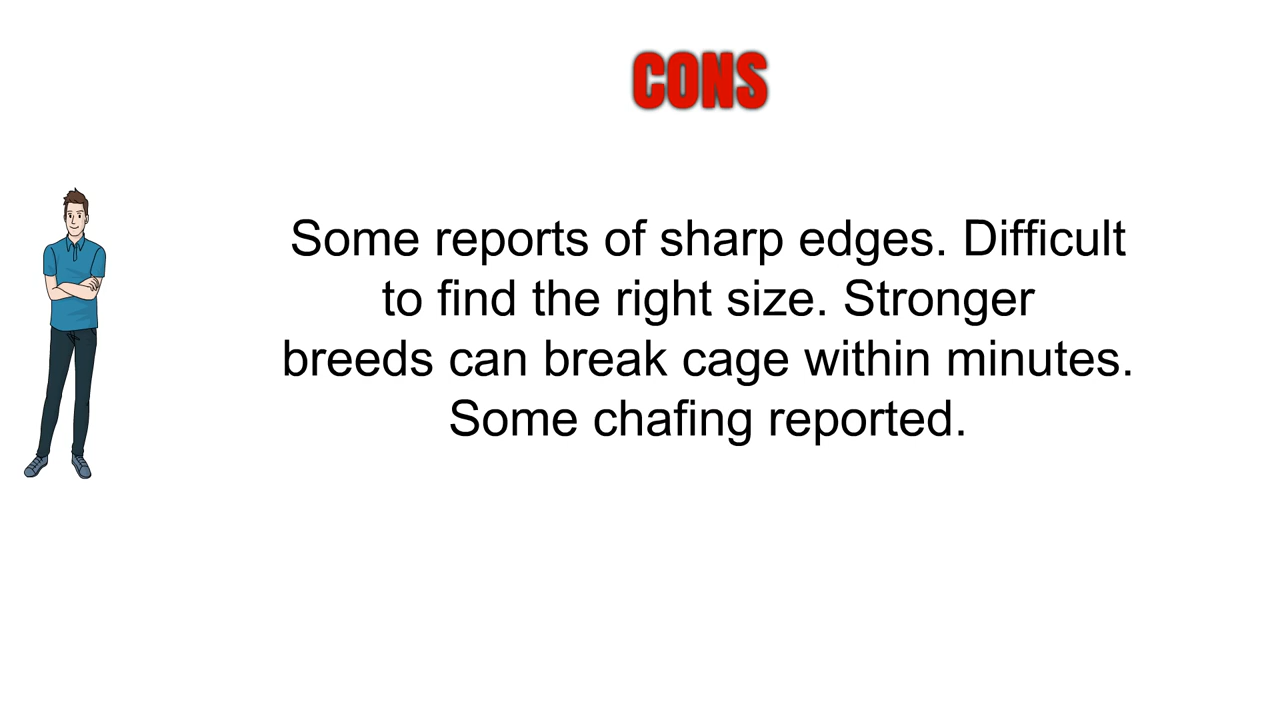 CONS
Some reports of sharp edges. Difficult
to find the right size. Stronger
breeds can break cage within minutes.
Some chafing reported.